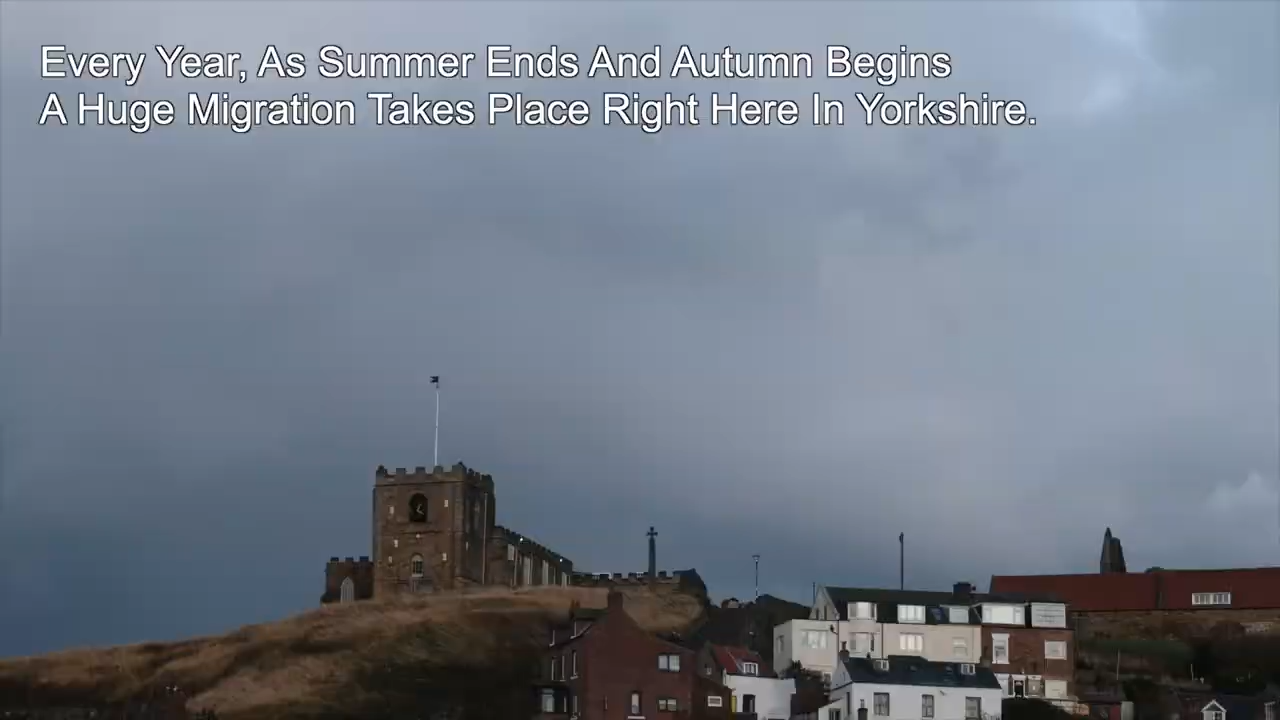 Every Year, As Summer Ends And Autumn Begins
A Huge Migration Takes Place Right Here In Yorkshire.